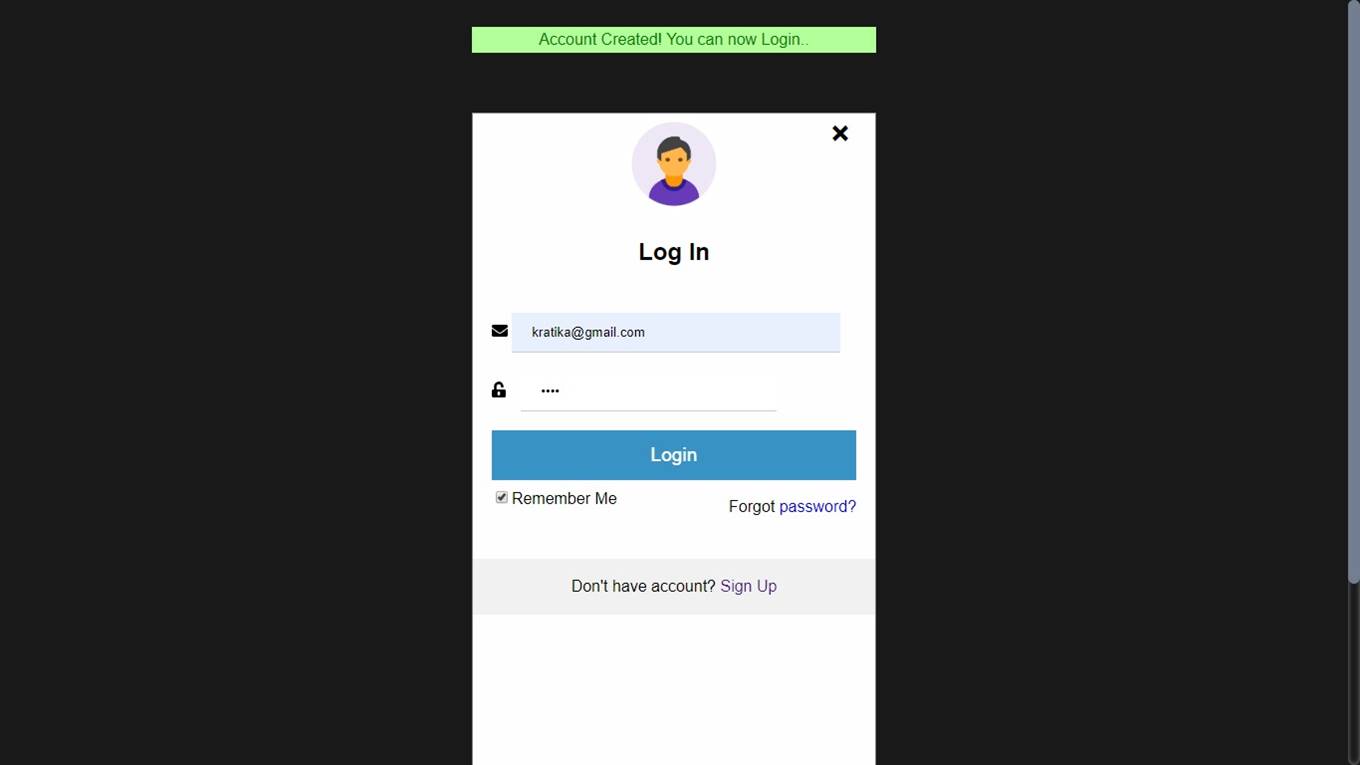 Account Created! You can now Login..
Log In
kratika@gmail.com
••••
Login
Remember Me
Forgot password?
Don't have account? Sign Up